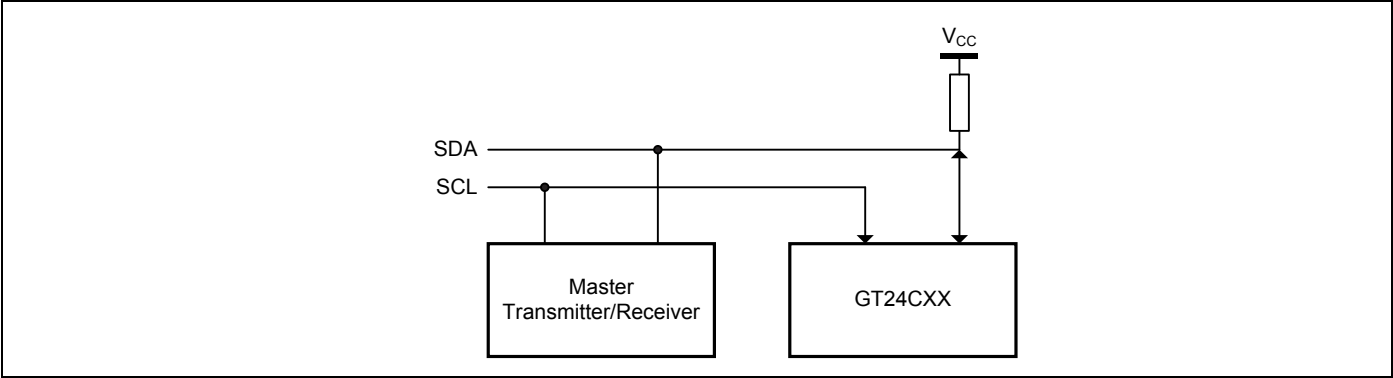 VCC
SDA
SCL
Master
Transmitter/Receiver
GT24CXX